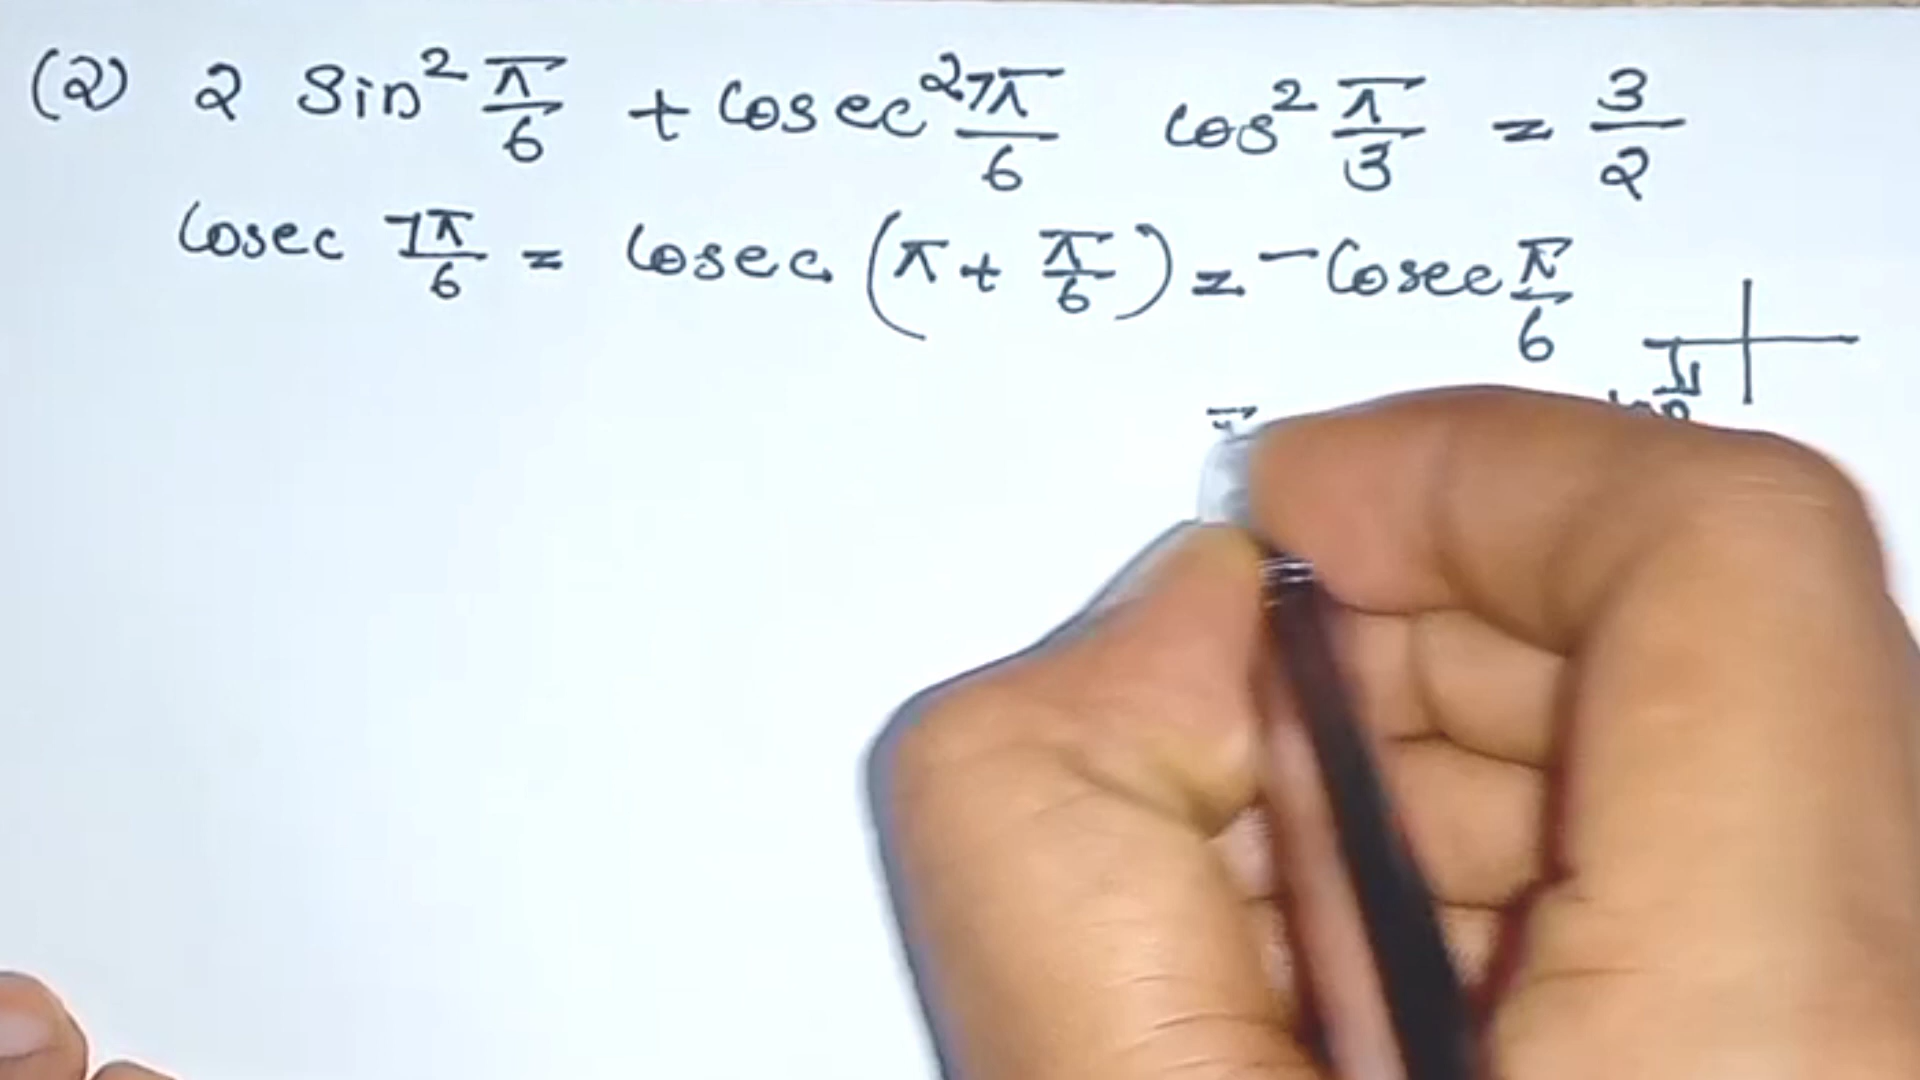 (2) 2 Sin² π/6 + Cosec² 7π/6 cos² π/3 = 3/2
Cosec 7π/6 = Cosec (π + π/6) = -Cosec π/6